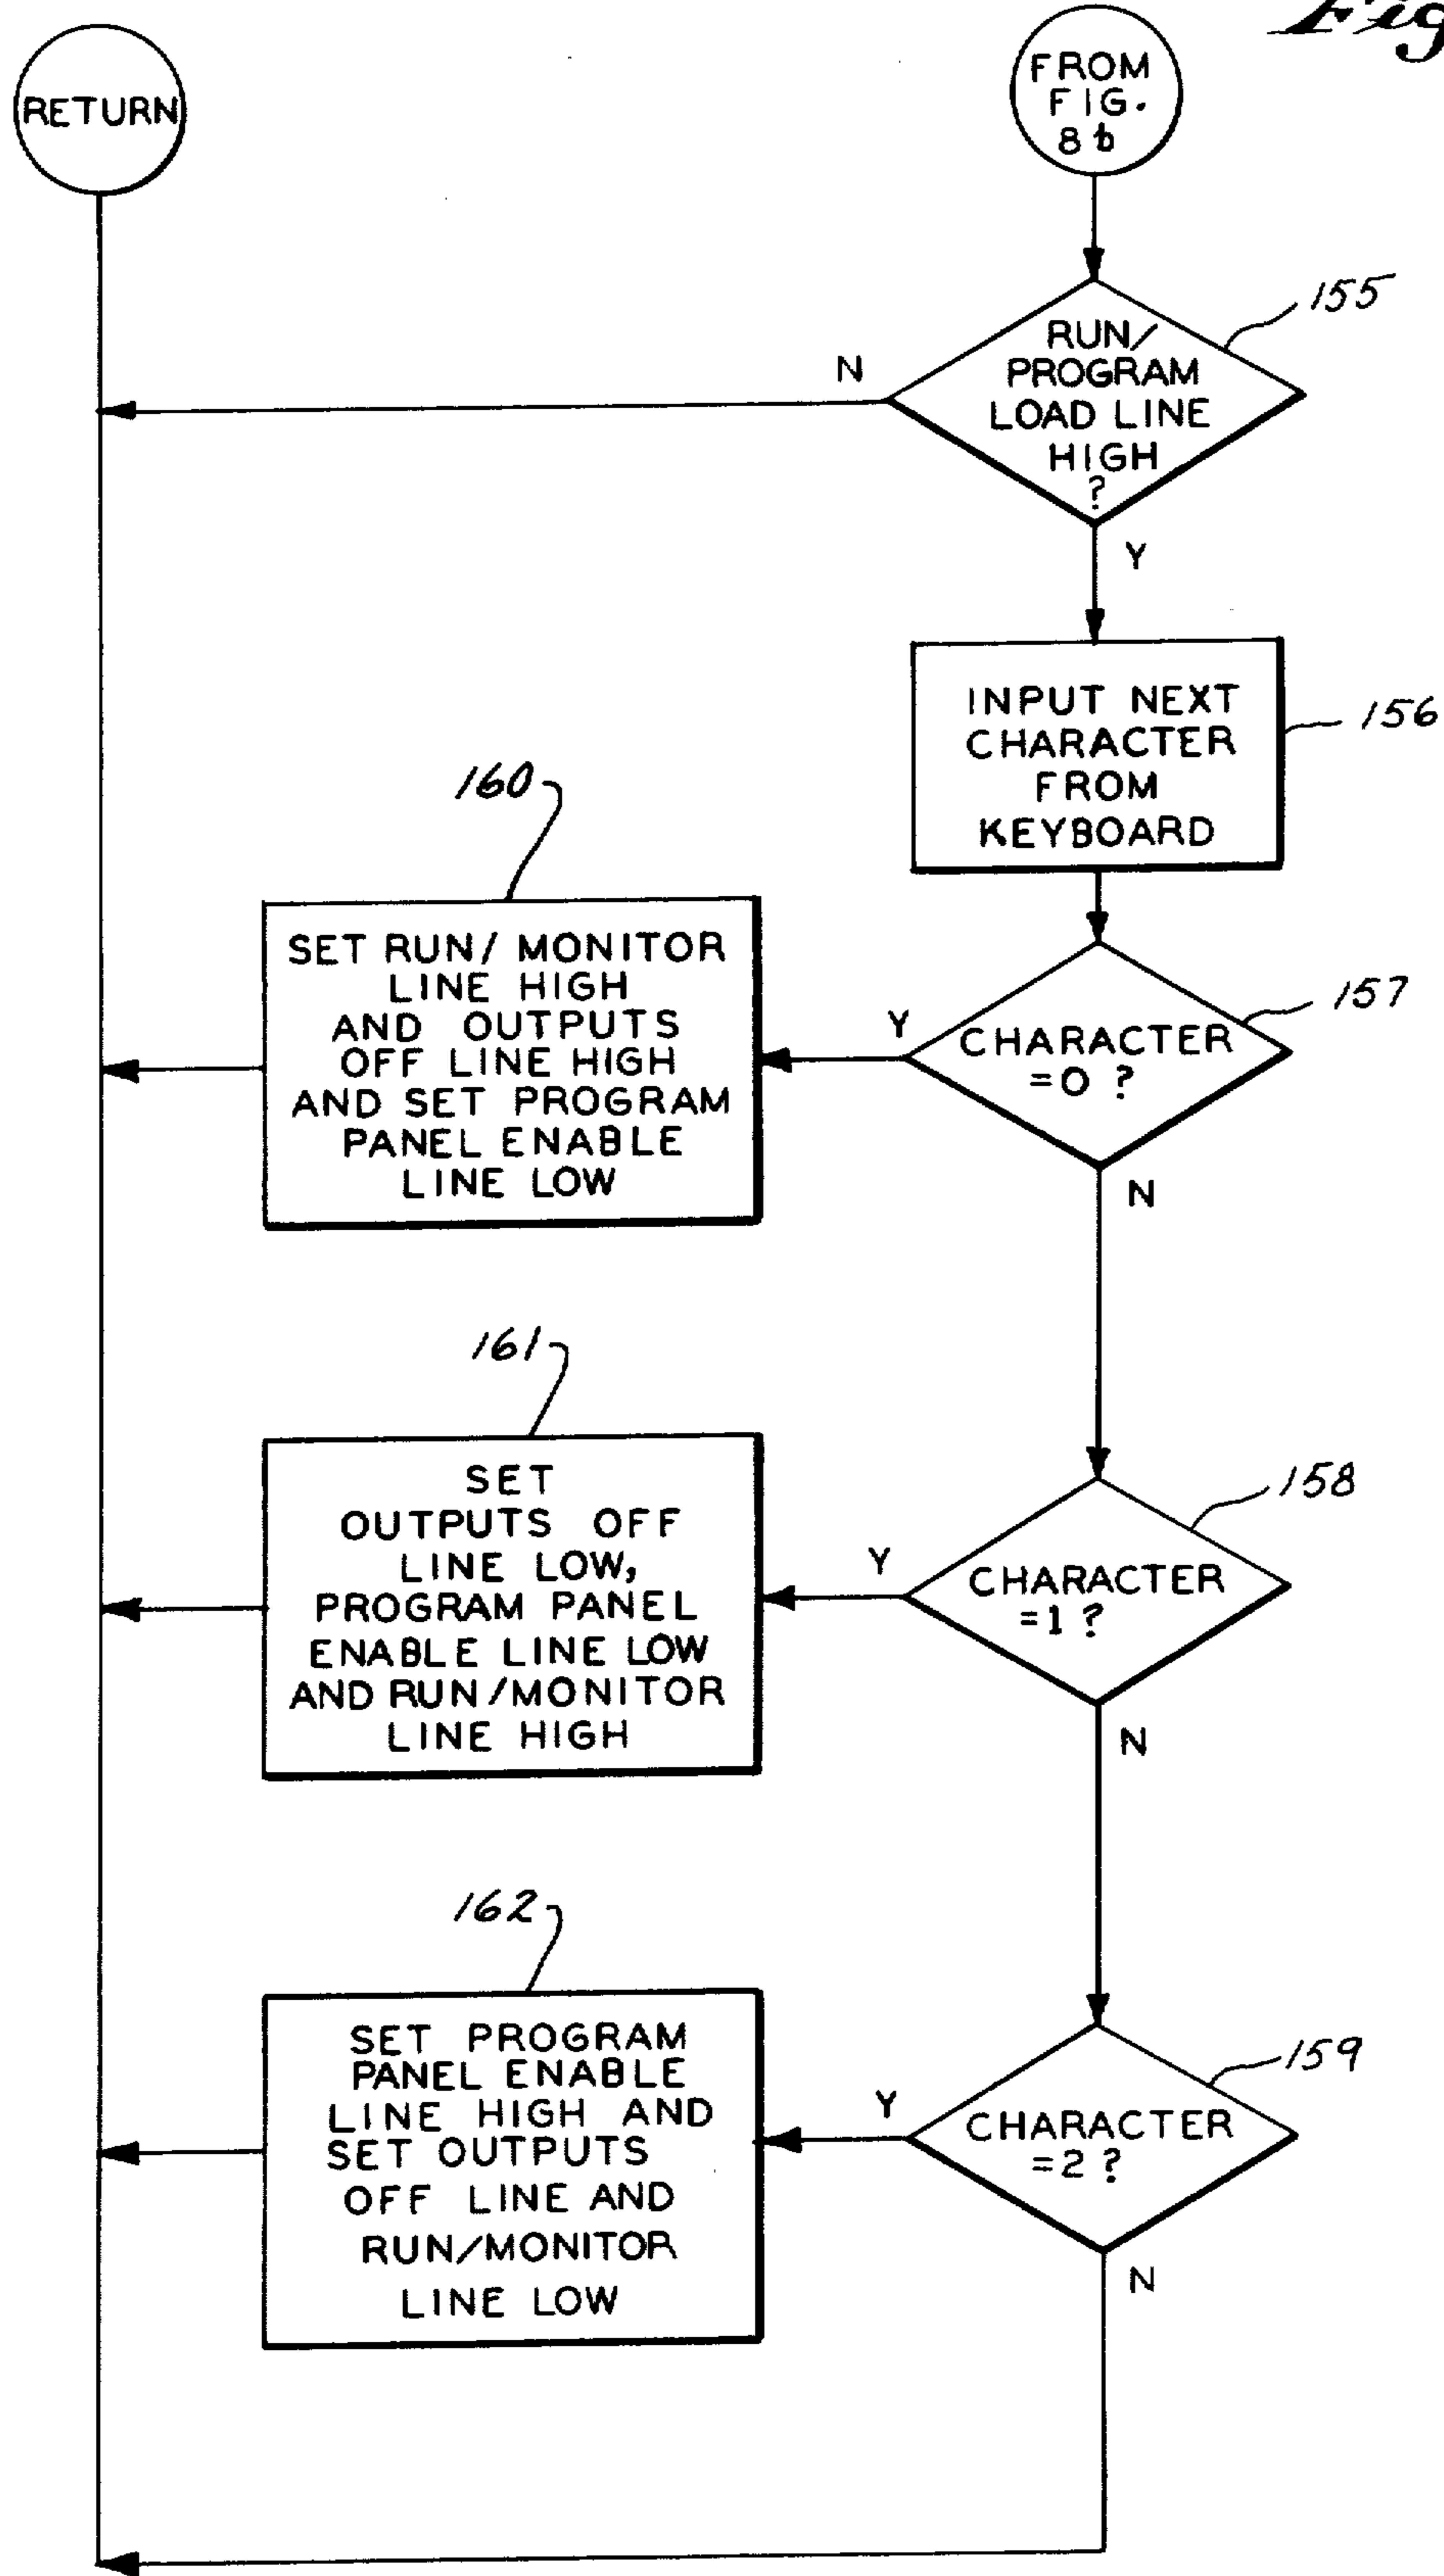 Fig
RETURN
FROM
FIG.
8b
155
RUN/
PROGRAM
LOAD LINE
HIGH
?
N
Y
INPUT NEXT
CHARACTER
FROM
KEYBOARD
156
160
SET RUN/ MONITOR
LINE HIGH
AND OUTPUTS
OFF LINE HIGH
AND SET PROGRAM
PANEL ENABLE
LINE LOW
Y
CHARACTER
=0 ?
157
N
161
SET
OUTPUTS OFF
LINE LOW,
PROGRAM PANEL
ENABLE LINE LOW
AND RUN/MONITOR
LINE HIGH
Y
CHARACTER
=1 ?
158
N
162
SET PROGRAM
PANEL ENABLE
LINE HIGH AND
SET OUTPUTS
OFF LINE AND
RUN/MONITOR
LINE LOW
Y
CHARACTER
=2 ?
159
N